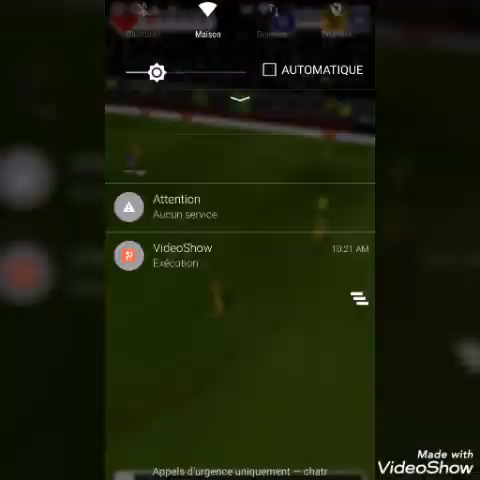 Maison
AUTOMATIQUE
Attention
Aucun service
VideoShow
10:21 AM
Exécution
Appels d'urgence uniquement — chatr
Made with
VideoShow